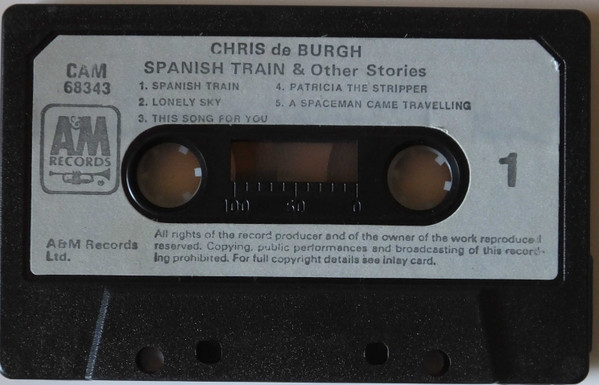 CHRIS de BURGH
CAM
68343
SPANISH TRAIN & Other Stories
1. SPANISH TRAIN 4. PATRICIA THE STRIPPER
2. LONELY SKY 5. A SPACEMAN CAME TRAVELLING
3. THIS SONG FOR YOU
A&M
RECORDS
®
1
100 50 0
A&M Records
Ltd.
All rights of the record producer and of the owner of the work reproduced
reserved. Copying, public performances and broadcasting of this record-
ing prohibited. For full copyright details see inlay card.